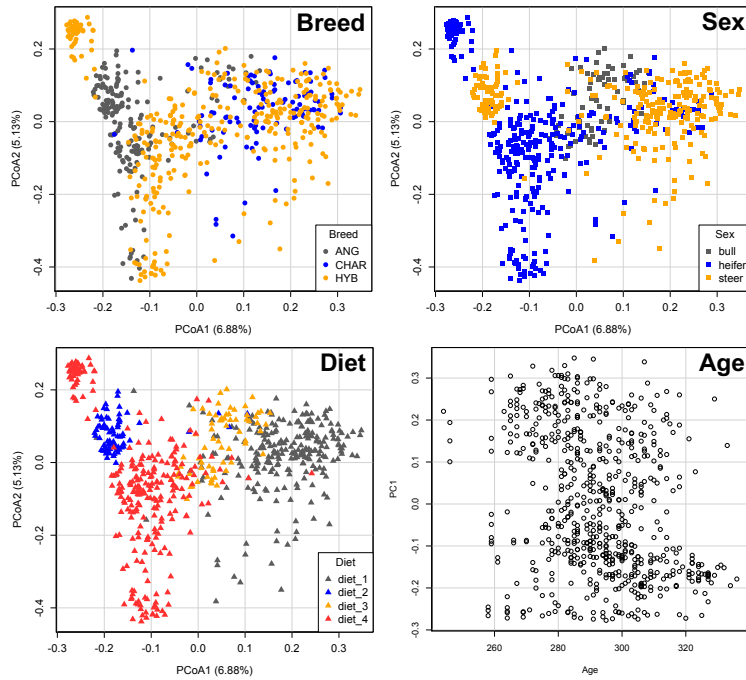 Breed
0.2
0.0
-0.2
-0.4
PCoA2 (5.13%)
Breed
ANG
CHAR
HYB
-0.3 -0.2 -0.1 0.0 0.1 0.2 0.3
PCoA1 (6.88%)
Sex
0.2
0.0
-0.2
-0.4
PCoA2 (5.13%)
Sex
bull
heifer
steer
-0.3 -0.2 -0.1 0.0 0.1 0.2 0.3
PCoA1 (6.88%)
Diet
0.2
0.0
-0.2
-0.4
PCoA2 (5.13%)
Diet
diet_1
diet_2
diet_3
diet_4
-0.3 -0.2 -0.1 0.0 0.1 0.2 0.3
PCoA1 (6.88%)
Age
0.3
0.2
0.1
0.0
-0.1
-0.2
-0.3
PC1
260 280 300 320
Age